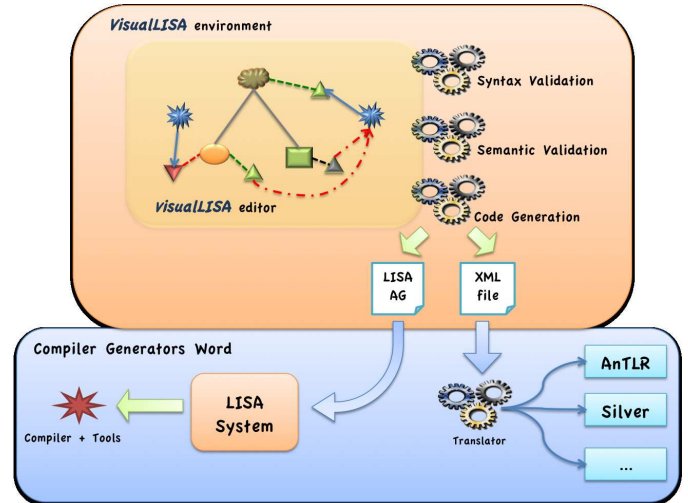 VisualLISA environment
Syntax Validation
Semantic Validation
VisualLISA editor
Code Generation
LISA
AG
XML
file
Compiler Generators Word
AnTLR
LISA
System
Silver
Compiler + Tools
Translator
...